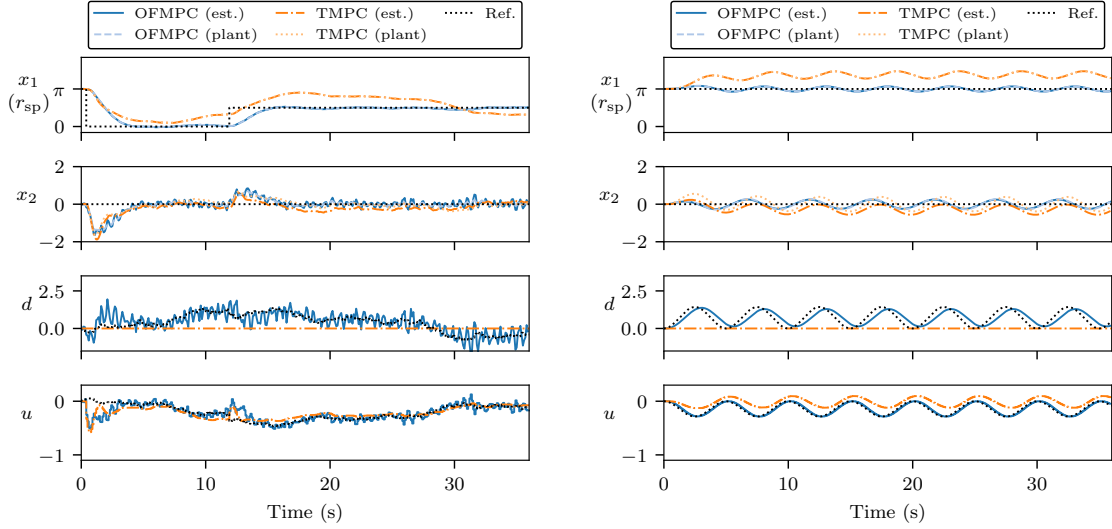 OFMPC (est.) TMPC (est.) Ref.
OFMPC (plant) TMPC (plant)
x1
(rsp)
π
0
x2
2
0
−2
d
2.5
0.0
u
0
−1
0 10 20 30
Time (s)
OFMPC (est.) TMPC (est.) Ref.
OFMPC (plant) TMPC (plant)
x1
(rsp)
π
0
x2
2
0
−2
d
2.5
0.0
u
0
−1
0 10 20 30
Time (s)